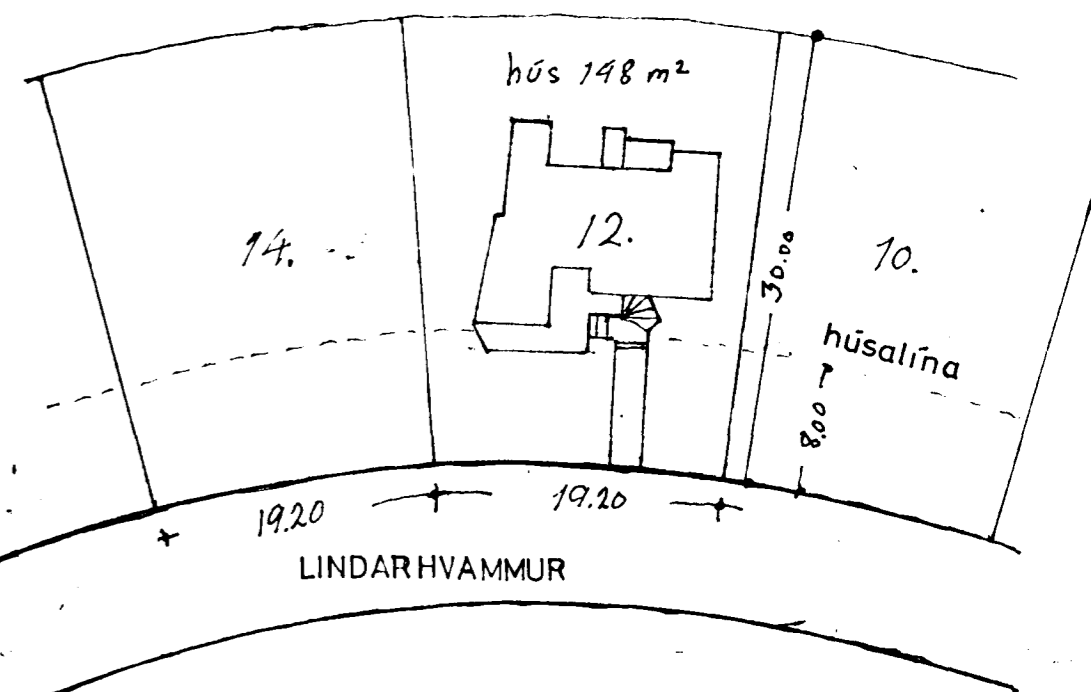 hús 148 m²
14.
12.
10.
30.00
húsalína
8.00
19.20
19.20
LINDARHVAMMUR